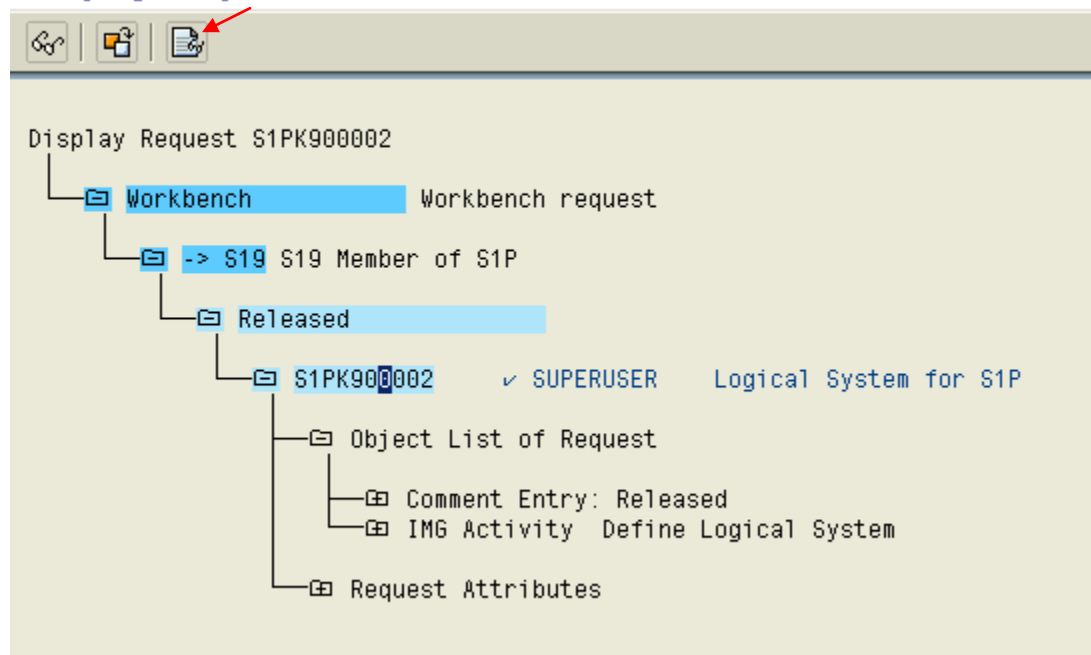 Display Request S1PK900002
Workbench Workbench request
-> S19 S19 Member of S1P
Released
S1PK900002 ✓ SUPERUSER Logical System for S1P
Object List of Request
Comment Entry: Released
IMG Activity Define Logical System
Request Attributes